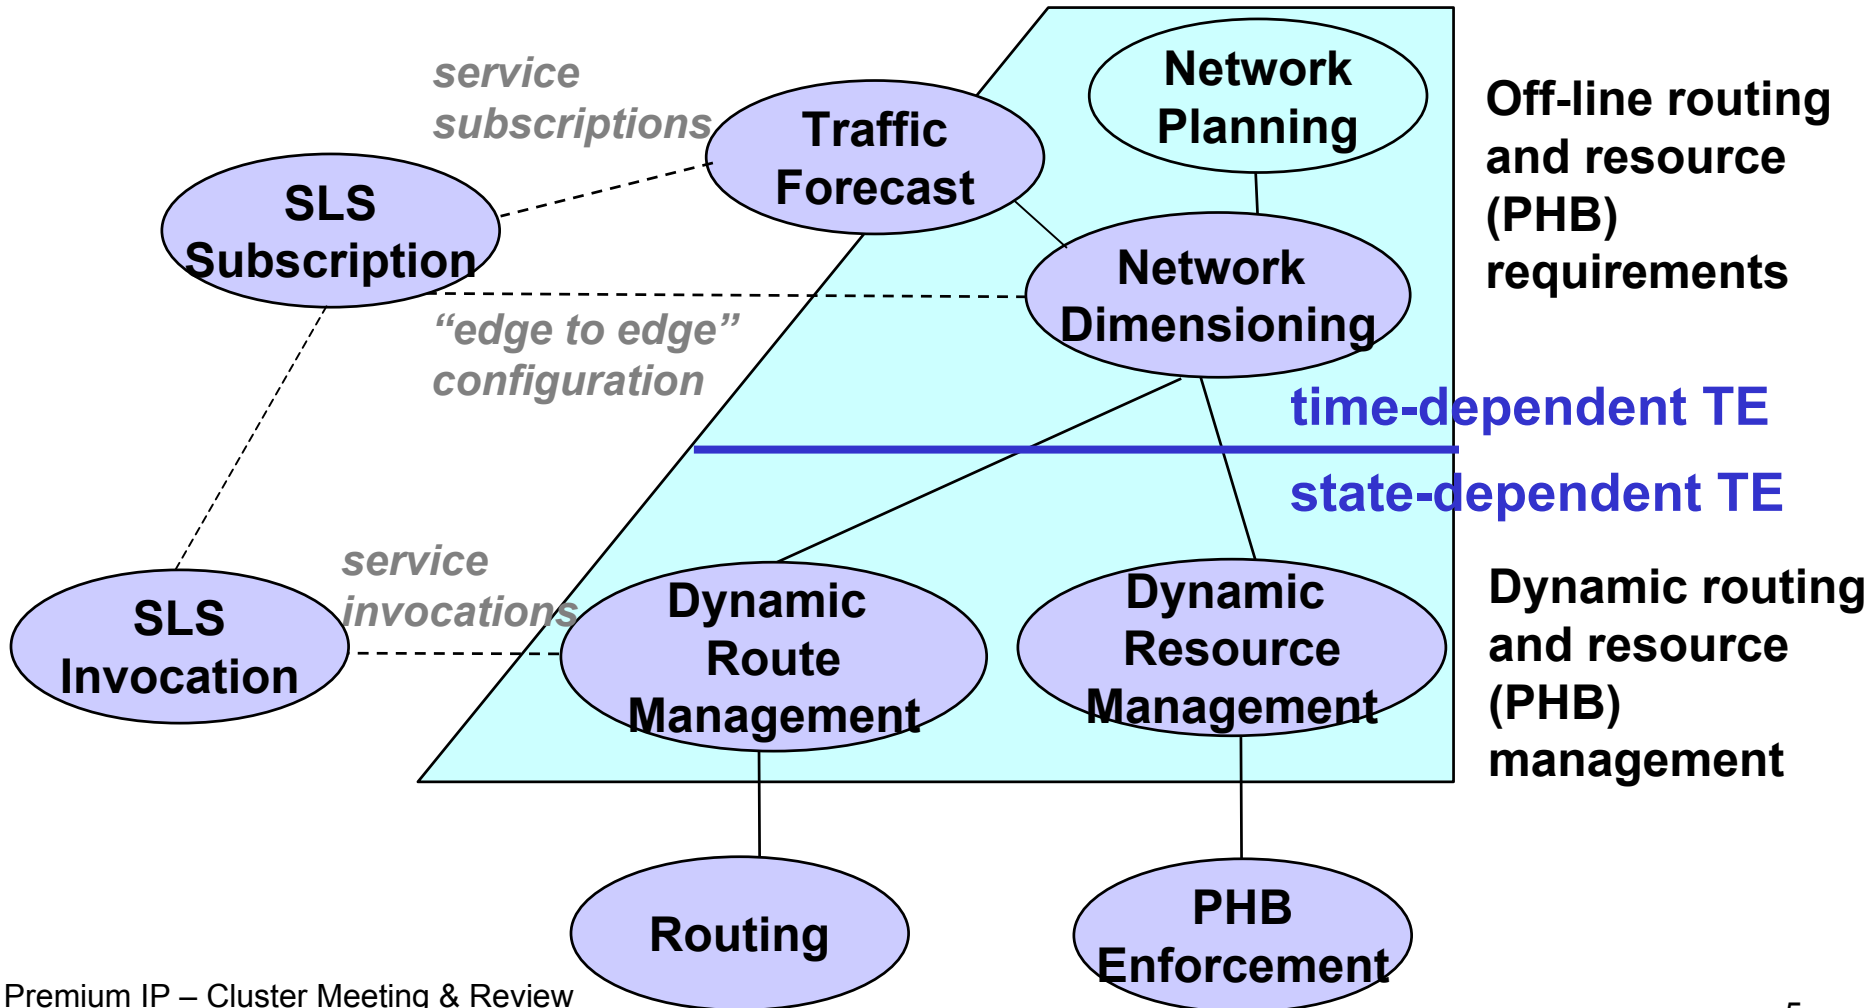 service
subscriptions
Traffic
Forecast
Network
Planning
Off-line routing
and resource
(PHB)
requirements
SLS
Subscription
Network
Dimensioning
“edge to edge”
configuration
time-dependent TE
state-dependent TE
service
invocations
SLS
Invocation
Dynamic
Route
Management
Dynamic
Resource
Management
Dynamic routing
and resource
(PHB)
management
Routing
PHB
Enforcement
Premium IP – Cluster Meeting & Review
5